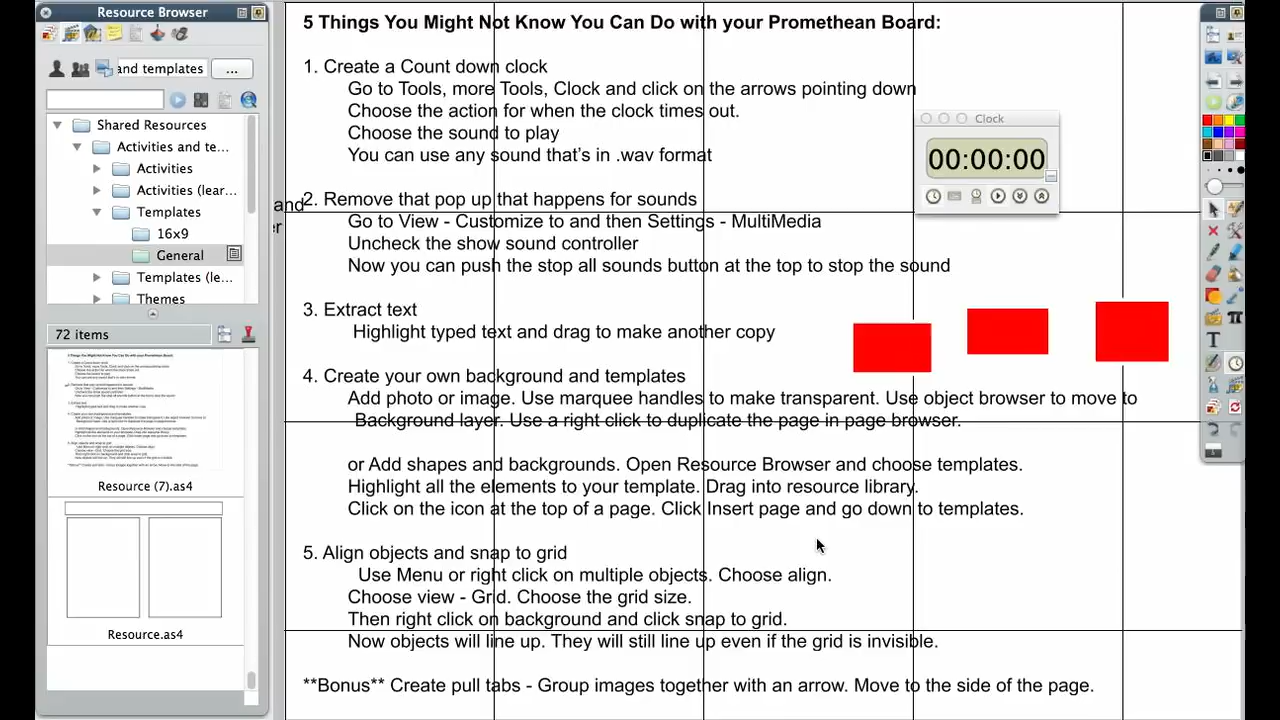 Resource Browser
and templates
...
Shared Resources
Activities and te...
Activities
Activities (lear...
Templates
16x9
General
Templates (le...
Themes
72 items
Resource (7).as4
Resource.as4
and
5 Things You Might Not Know You Can Do with your Promethean Board:
1. Create a Count down clock
Go to Tools, more Tools, Clock and click on the arrows pointing down
Choose the action for when the clock times out.
Choose the sound to play
You can use any sound that's in .wav format
2. Remove that pop up that happens for sounds
Go to View - Customize to and then Settings - MultiMedia
Uncheck the show sound controller
Now you can push the stop all sounds button at the top to stop the sound
3. Extract text
Highlight typed text and drag to make another copy
4. Create your own background and templates
Add photo or image. Use marquee handles to make transparent. Use object browser to move to
Background layer. Use a right click to duplicate the page in page browser.
or Add shapes and backgrounds. Open Resource Browser and choose templates.
Highlight all the elements to your template. Drag into resource library.
Click on the icon at the top of a page. Click Insert page and go down to templates.
5. Align objects and snap to grid
Use Menu or right click on multiple objects. Choose align.
Choose view - Grid. Choose the grid size.
Then right click on background and click snap to grid.
Now objects will line up. They will still line up even if the grid is invisible.
**Bonus** Create pull tabs - Group images together with an arrow. Move to the side of the page.
Clock
00:00:00